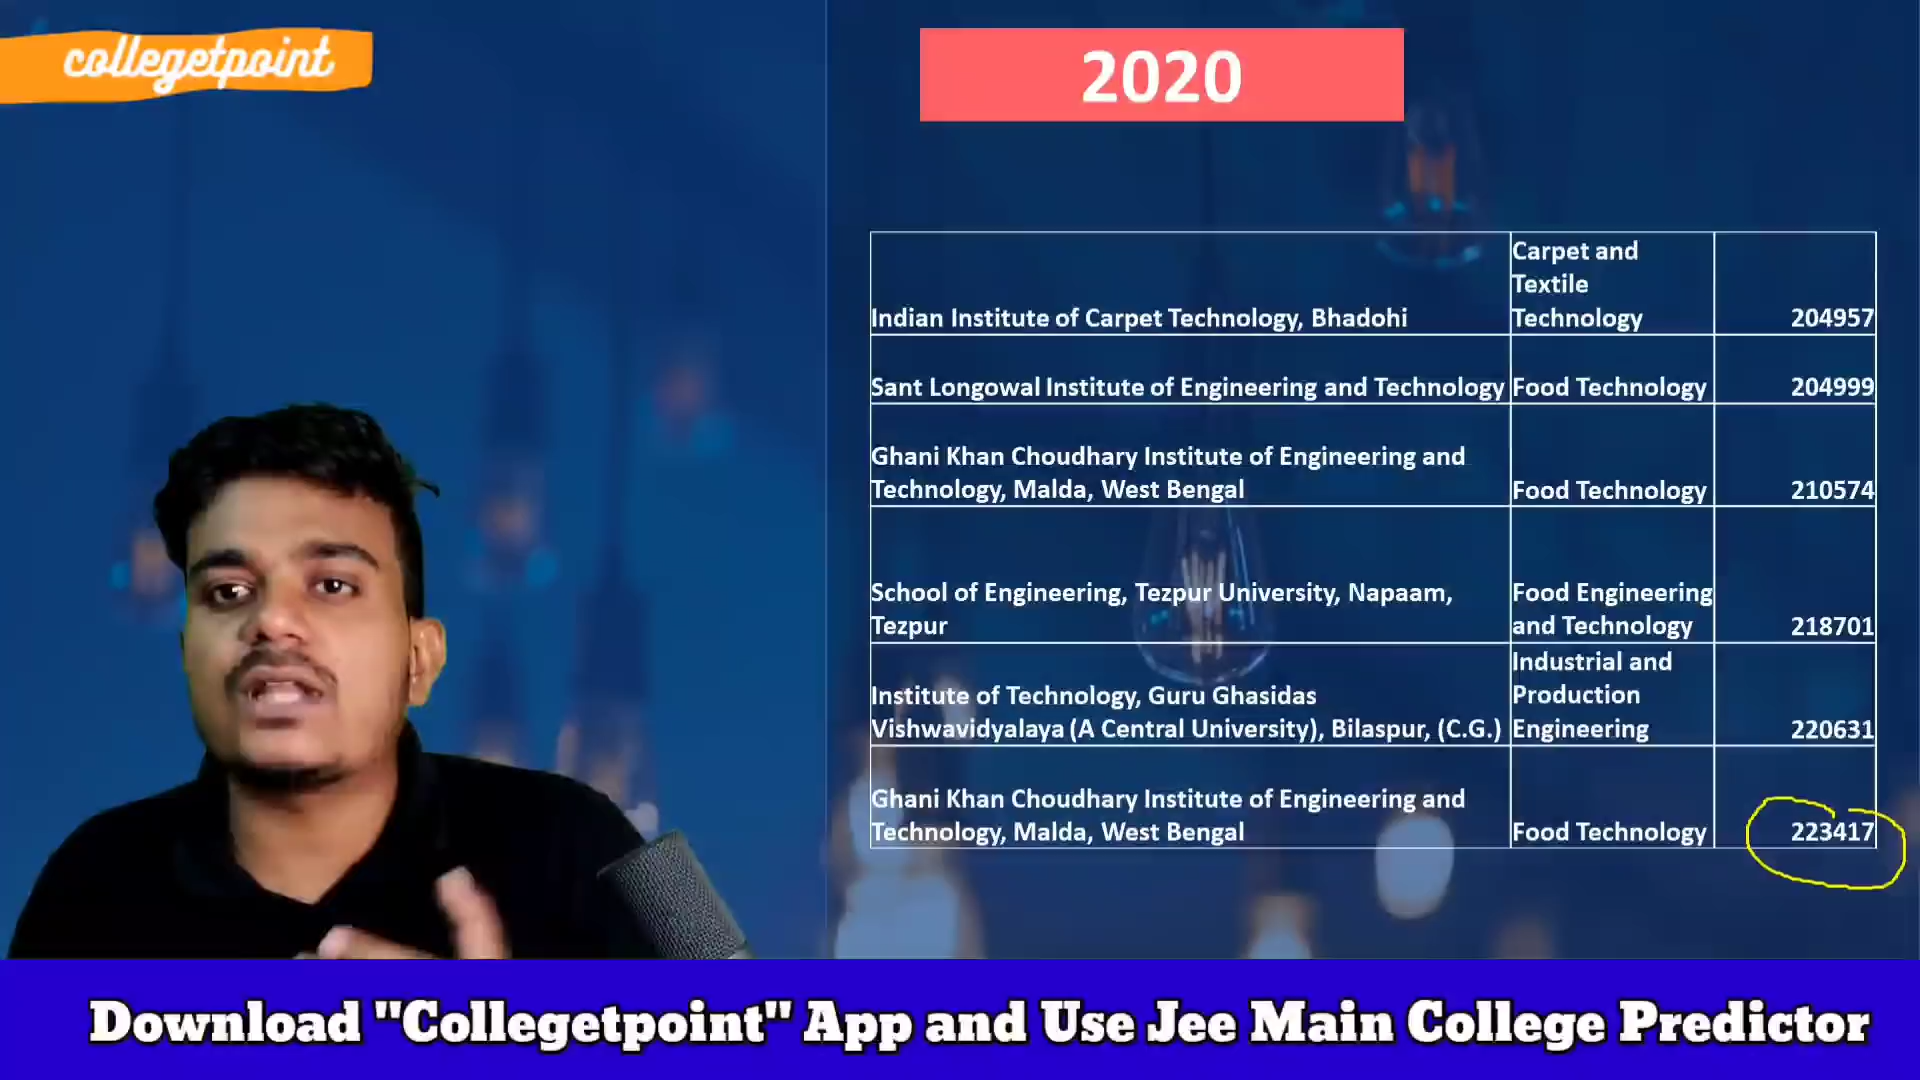 collegetpoint
2020
Indian Institute of Carpet Technology, Bhadohi
Carpet and
Textile
Technology
204957
Sant Longowal Institute of Engineering and Technology
Food Technology
204999
Ghani Khan Choudhary Institute of Engineering and
Technology, Malda, West Bengal
Food Technology
210574
School of Engineering, Tezpur University, Napaam,
Tezpur
Food Engineering
and Technology
218701
Institute of Technology, Guru Ghasidas
Vishwavidyalaya (A Central University), Bilaspur, (C.G.)
Industrial and
Production
Engineering
220631
Ghani Khan Choudhary Institute of Engineering and
Technology, Malda, West Bengal
Food Technology
223417
Download "Collegetpoint" App and Use Jee Main College Predictor